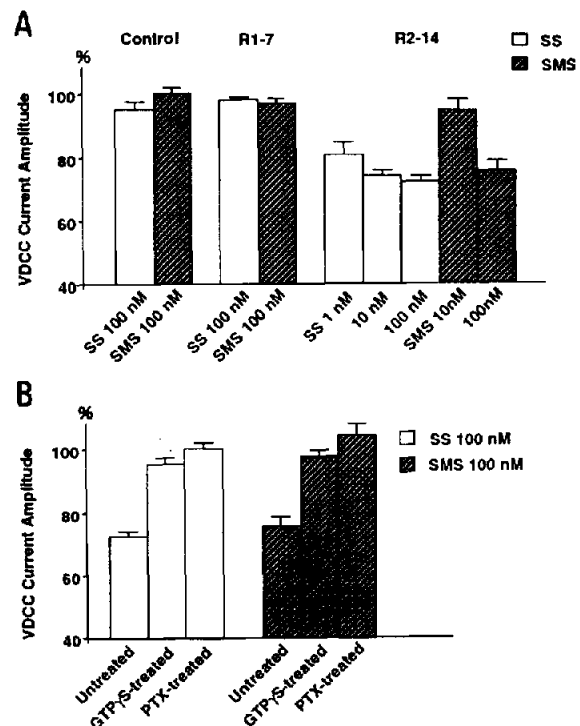 A
Control R1-7 R2-14
SS
SMS
%
VDCC Current Amplitude
100
80
60
40
SS 100 nM
SMS 100 nM
SS 100 nM
SMS 100 nM
SS 1 nM
10 nM
100 nM
SMS 10nM
100nM
B
%
SS 100 nM
SMS 100 nM
VDCC Current Amplitude
100
80
60
40
Untreated
GTPγS-treated
PTX-treated
Untreated
GTPγS-treated
PTX-treated